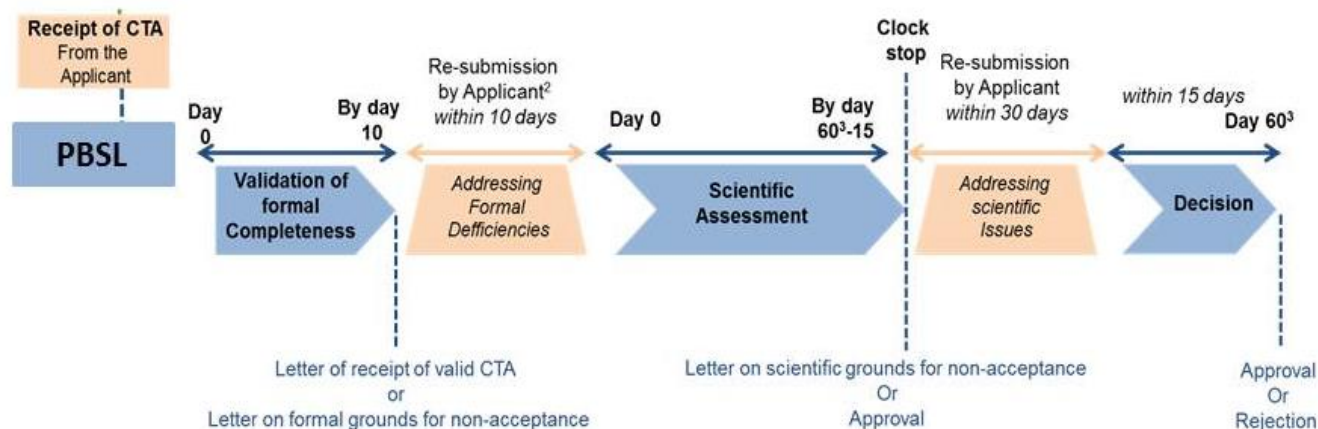 Receipt of CTA
From the
Applicant
PBSL
Day
0
By day
10
Validation of
formal
Completeness
Re-submission
by Applicant²
within 10 days
Addressing
Formal
Defficiencies
Day 0
By day
60³-15
Scientific
Assessment
Clock
stop
Re-submission
by Applicant
within 30 days
Addressing
scientific
Issues
within 15 days
Day 60³
Decision
Letter of receipt of valid CTA
or
Letter on formal grounds for non-acceptance
Letter on scientific grounds for non-acceptance
Or
Approval
Approval
Or
Rejection